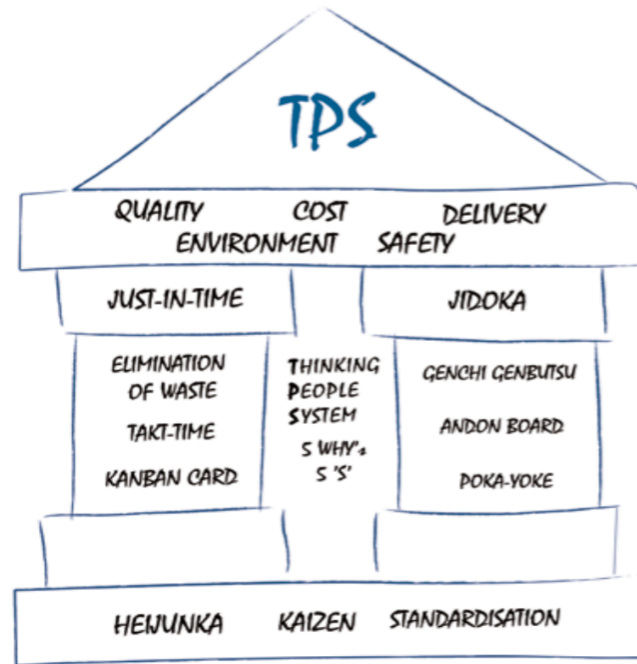 TPS
QUALITY COST DELIVERY
ENVIRONMENT SAFETY
JUST-IN-TIME
JIDOKA
ELIMINATION
OF WASTE
TAKT-TIME
KANBAN CARD
THINKING
PEOPLE
SYSTEM
5 WHY's
5 'S'
GENCHI GENBUTSU
ANDON BOARD
POKA-YOKE
HEIJUNKA KAIZEN STANDARDISATION